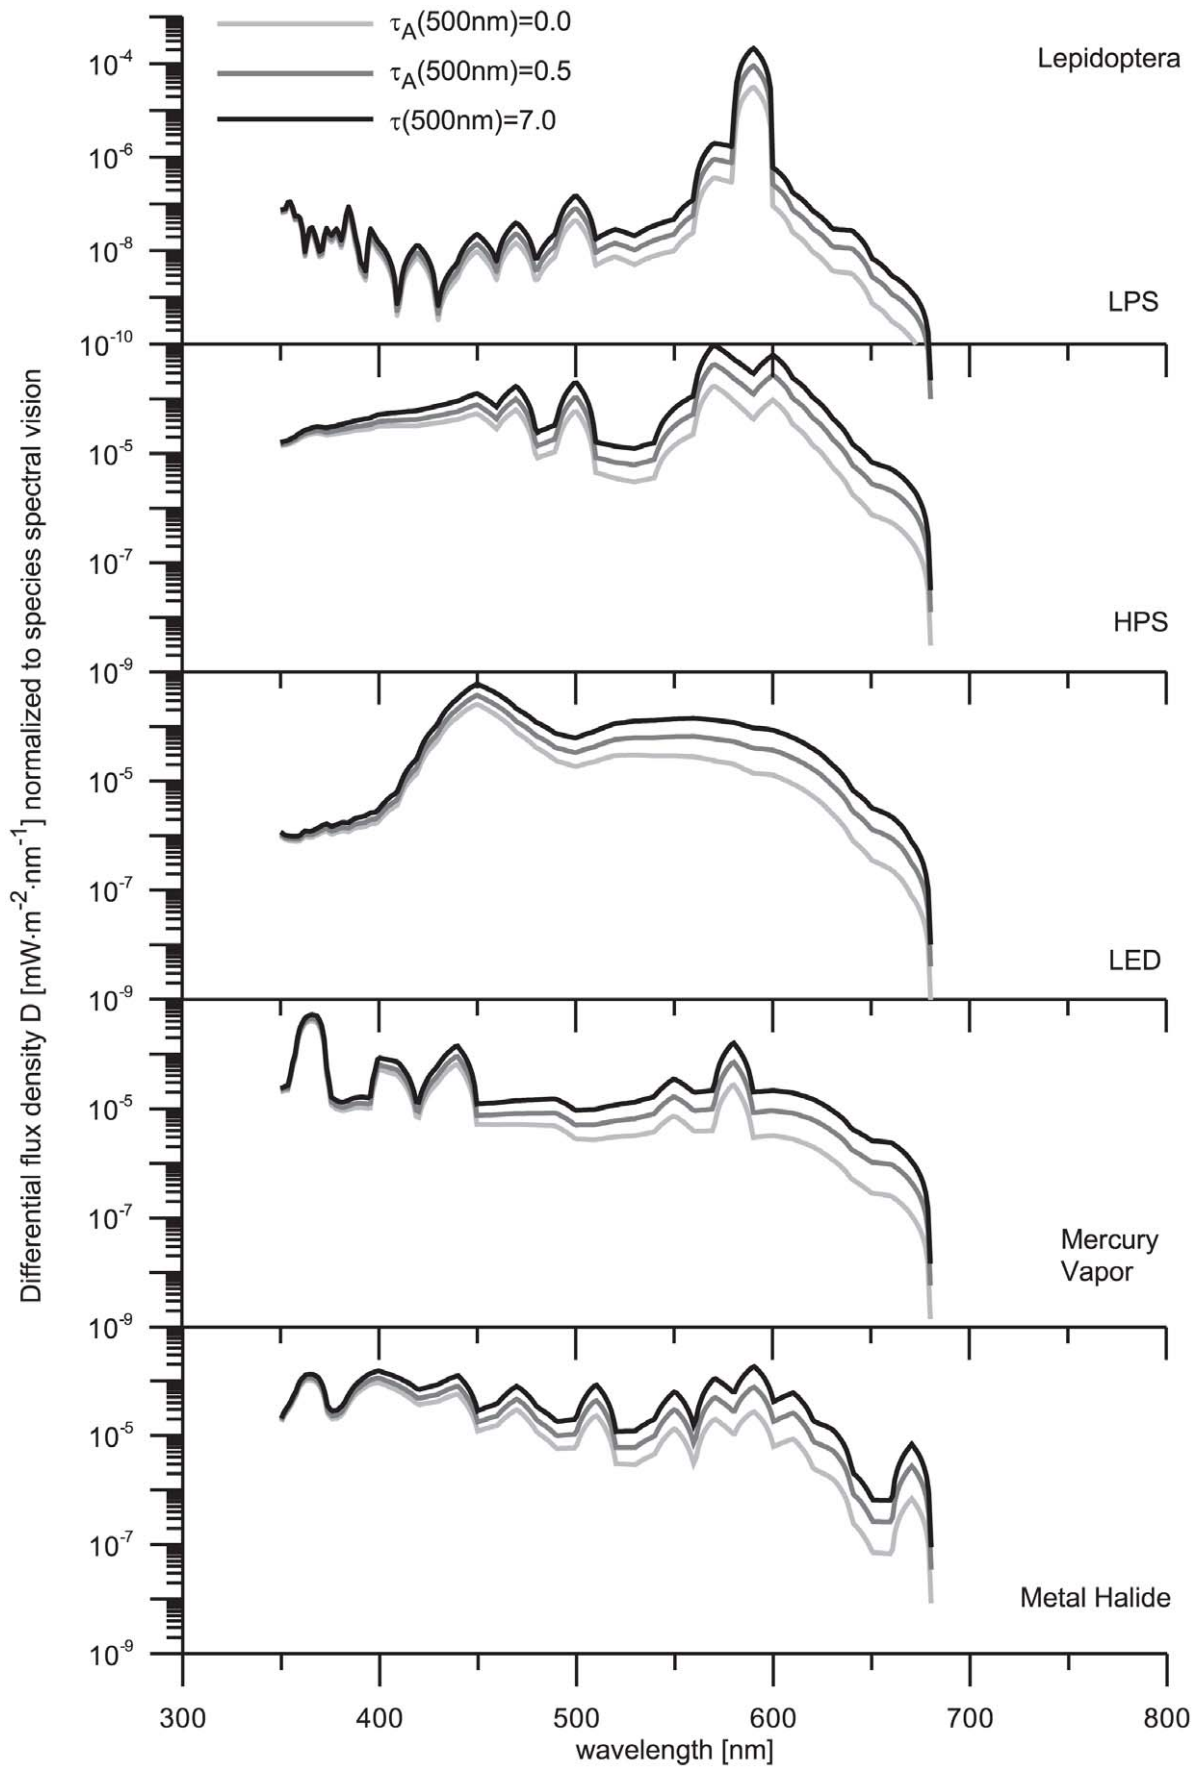 τA(500nm)=0.0
τA(500nm)=0.5
τ(500nm)=7.0
Lepidoptera
10-4
10-6
10-8
LPS
10-10
10-5
10-7
HPS
10-9
10-5
10-7
LED
10-9
10-5
10-7
Mercury
Vapor
10-9
10-5
10-7
Metal Halide
10-9
300 400 500 600 700 800
wavelength [nm]
Differential flux density D [mW·m-2·nm-1] normalized to species spectral vision